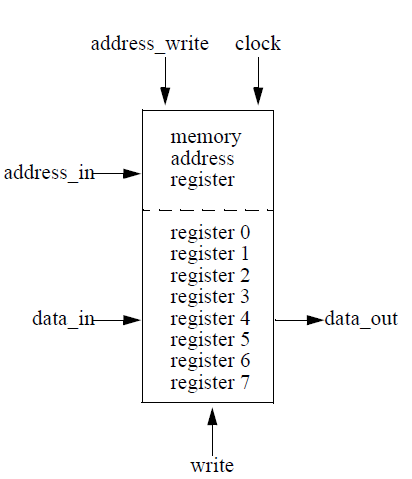 address_write
clock
memory
address
register
address_in
register 0
register 1
register 2
register 3
register 4
register 5
register 6
register 7
data_in
data_out
write